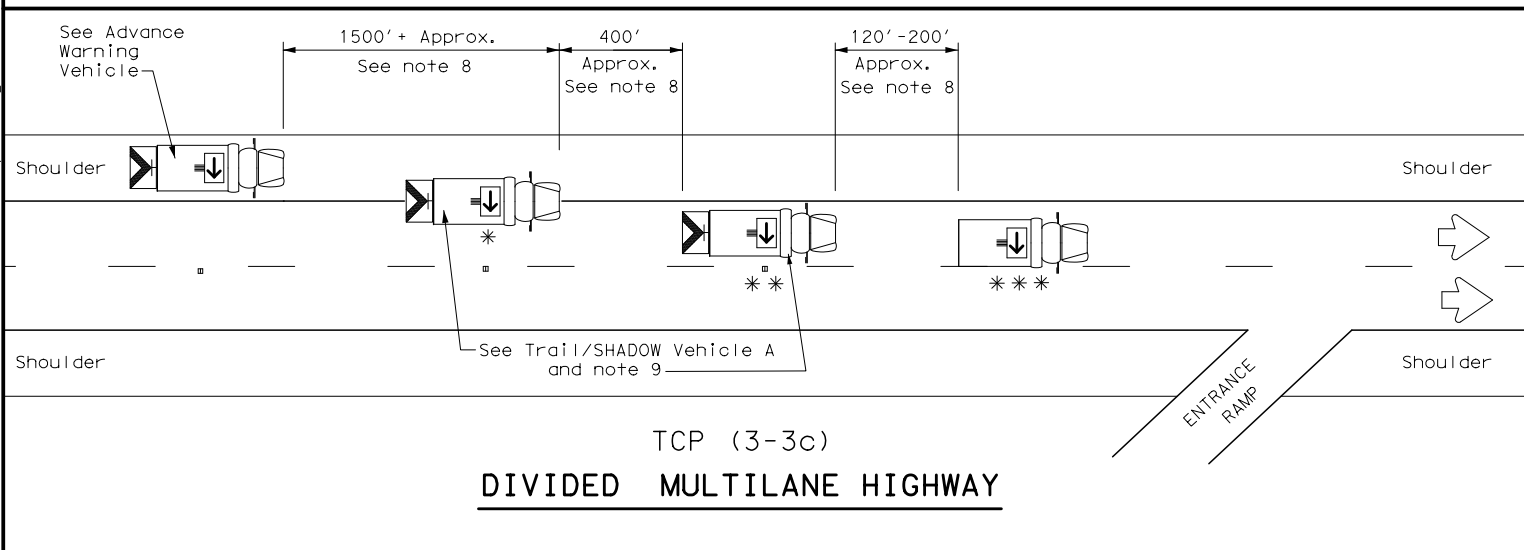 See Advance
Warning
Vehicle
1500'+ Approx.
See note 8
400'
Approx.
See note 8
120'-200'
Approx.
See note 8
Shoulder
Shoulder
*
* *
* * *
See Trail/SHADOW Vehicle A
and note 9
Shoulder
Shoulder
ENTRANCE
RAMP
TCP (3-3c)
DIVIDED MULTILANE HIGHWAY